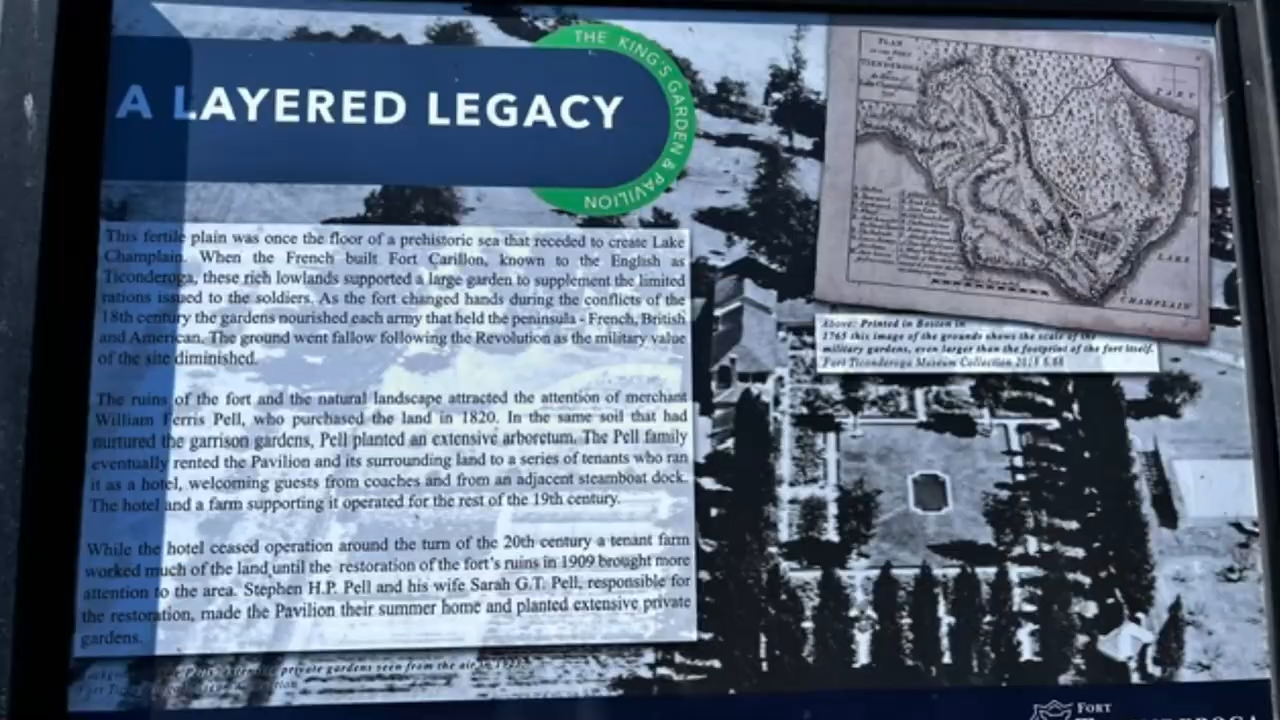 THE KING'S GARDEN & PAVILION
A LAYERED LEGACY
This fertile plain was once the floor of a prehistoric sea that receded to create Lake
Champlain. When the French built Fort Carillon, known to the English as
Ticonderoga, these rich lowlands supported a large garden to supplement the limited
rations issued to the soldiers. As the fort changed hands during the conflicts of the
18th century the gardens nourished each army that held the peninsula - French, British
and American. The ground went fallow following the Revolution as the military value
of the site diminished.
The ruins of the fort and the natural landscape attracted the attention of merchant
William Ferris Pell, who purchased the land in 1820. In the same soil that had
nurtured the garrison gardens, Pell planted an extensive arboretum. The Pell family
eventually rented the Pavilion and its surrounding land to a series of tenants who ran
it as a hotel, welcoming guests from coaches and from an adjacent steamboat dock.
The hotel and a farm supporting it operated for the rest of the 19th century.
While the hotel ceased operation around the turn of the 20th century a tenant farm
worked much of the land until the restoration of the fort's ruins in 1909 brought more
attention to the area. Stephen H.P. Pell and his wife Sarah G.T. Pell, responsible for
the restoration, made the Pavilion their summer home and planted extensive private
gardens.
private gardens seen from the air in
Fort
PLAN
TICONDEROGA
PART
LAKE
CHAMPLAIN
Above: Printed in Boston in
1765 this image of the grounds shows the scale of the
military gardens, even larger than the footprint of the fort itself.
Fort Ticonderoga Museum Collection
FORT